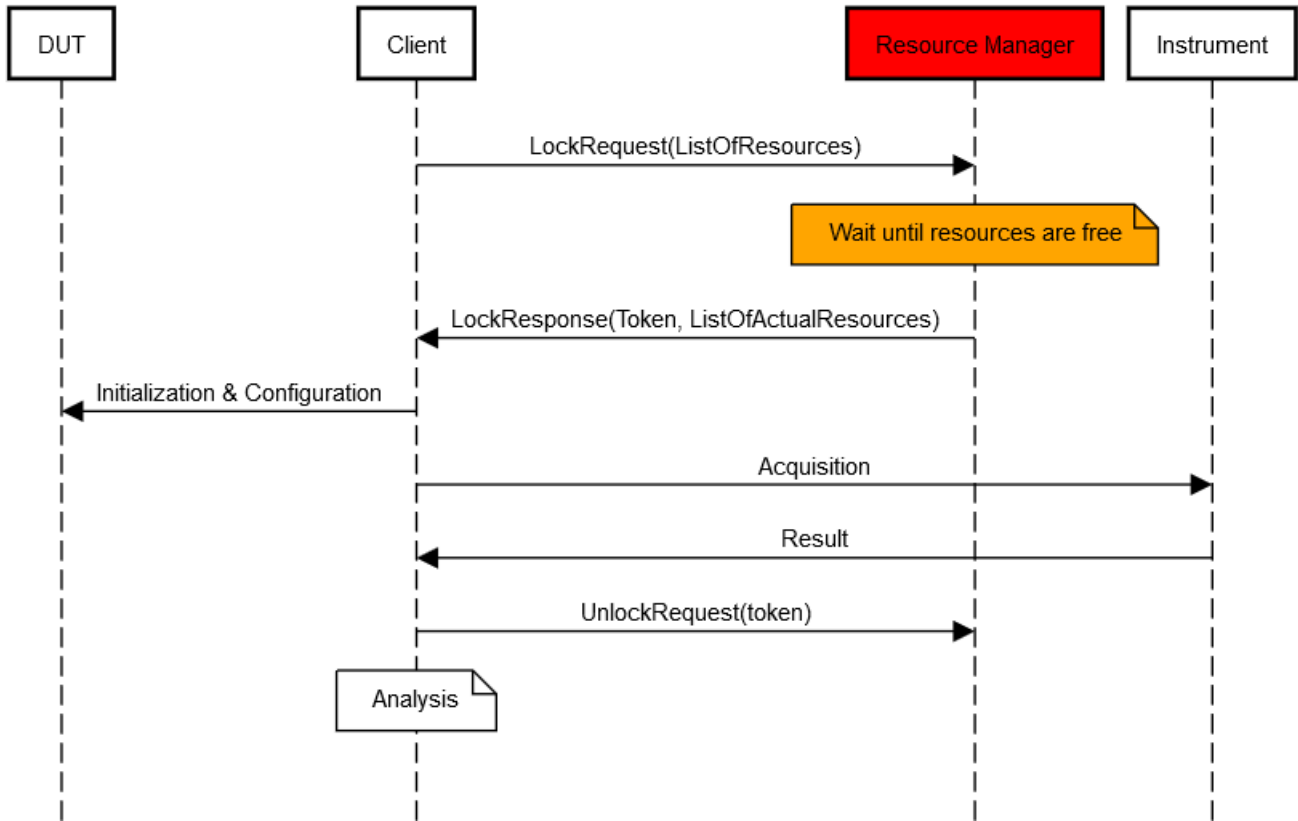 DUT
Client
Resource Manager
Instrument
LockRequest(ListOfResources)
Wait until resources are free
LockResponse(Token, ListOfActualResources)
Initialization & Configuration
Acquisition
Result
UnlockRequest(token)
Analysis